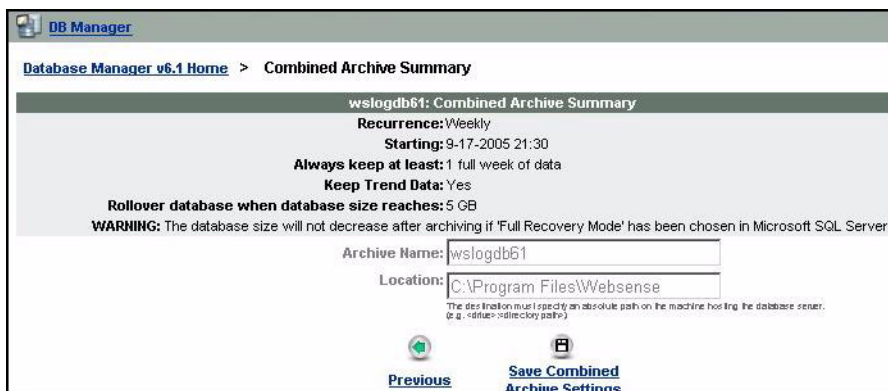 DB Manager
Database Manager v6.1 Home > Combined Archive Summary
wslogdb61: Combined Archive Summary
Recurrence: Weekly
Starting: 9-17-2005 21:30
Always keep at least: 1 full week of data
Keep Trend Data: Yes
Rollover database when database size reaches: 5 GB
WARNING: The database size will not decrease after archiving if 'Full Recovery Mode' has been chosen in Microsoft SQL Server
Archive Name: wslogdb61
Location: C:\Program Files\Websense
The destination must specify an absolute path on the machine hosting the database server.
(e.g. <drive>:<directory path>)
Previous
Save Combined
Archive Settings